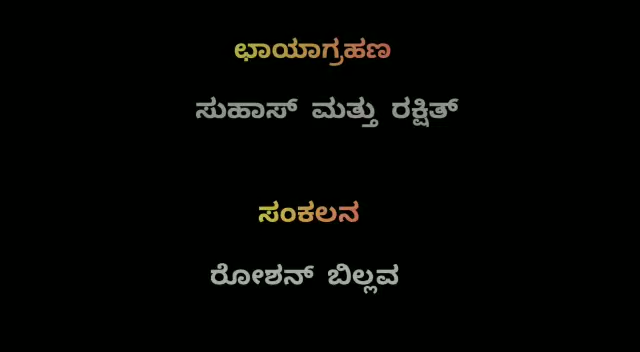 ಛಾಯಾಗ್ರಹಣ
ಸುಹಾಸ್ ಮತ್ತು ರಕ್ಷಿತ್
ಸಂಕಲನ
ರೋಶನ್ ಬಿಲ್ಲವ